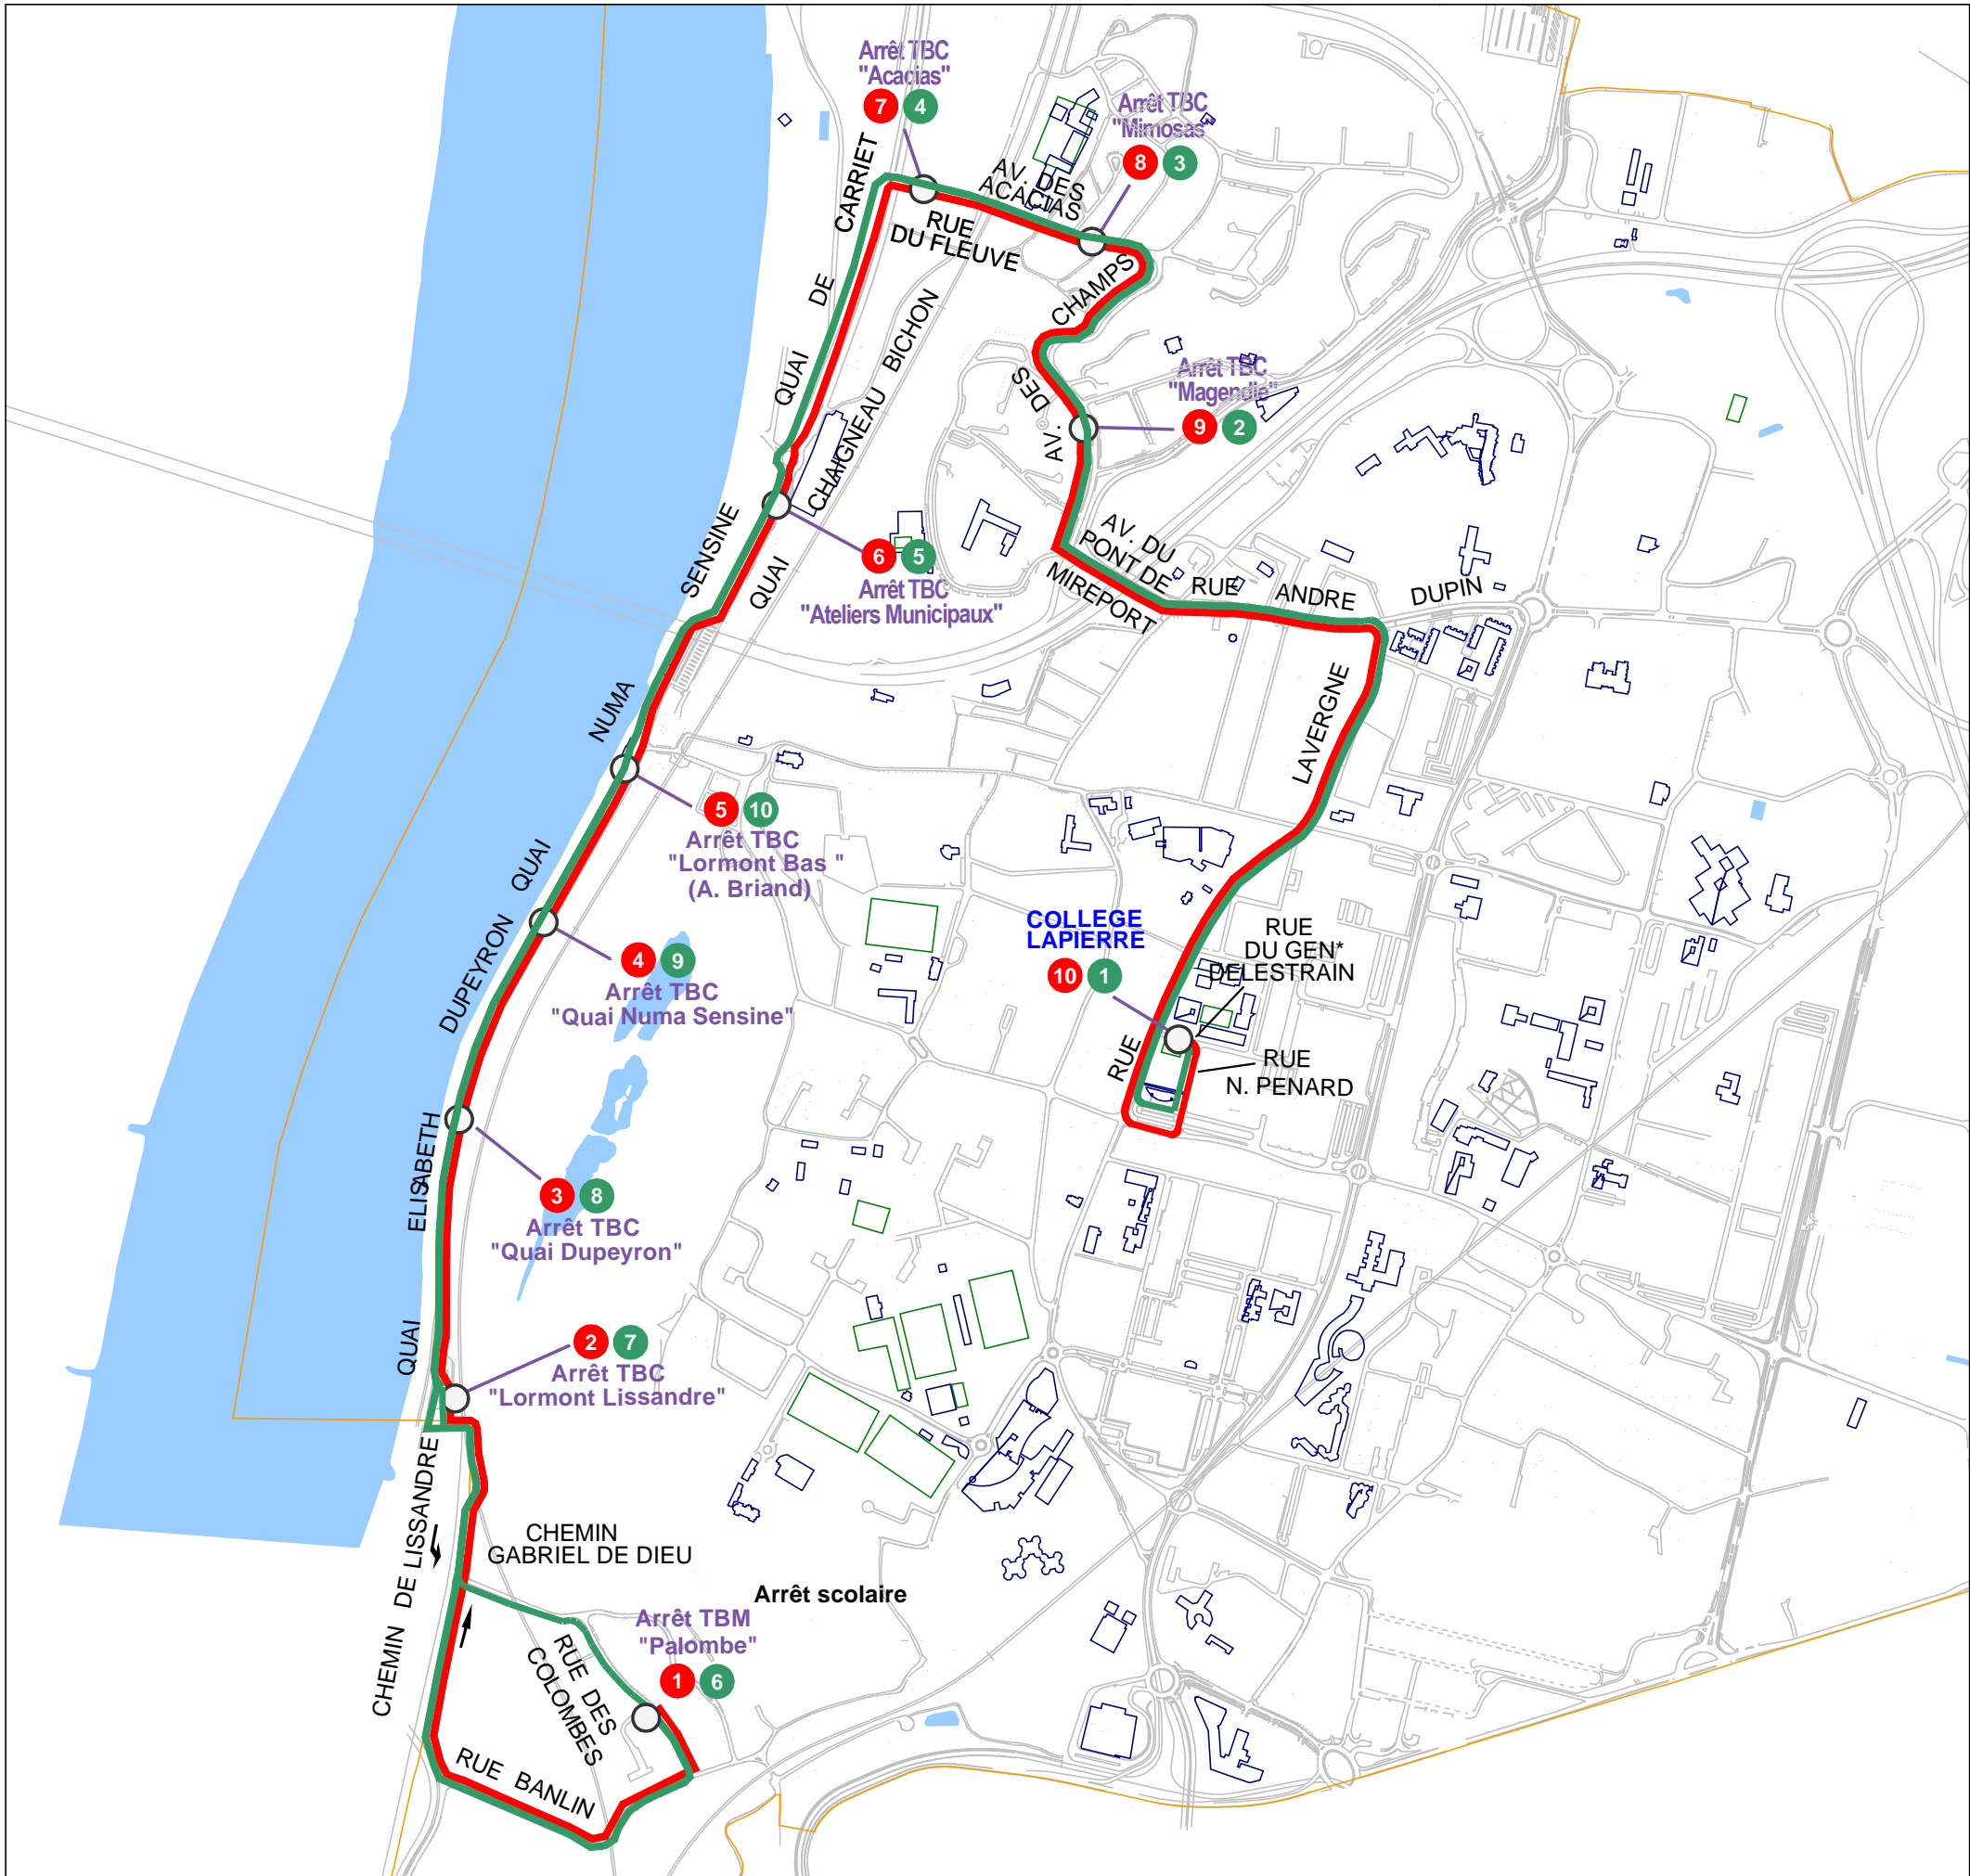 Arrêt TBC
"Acacias"
7 4
Arrêt TBC
"Mimosas"
8 3
AV. DES
ACACIAS
RUE
DU FLEUVE
QUAI DE CARRIET
CHAMPS
DES
AV.
Arrêt TBC
"Magendie"
9 2
QUAI CHAIGNEAU BICHON
6 5
Arrêt TBC
"Ateliers Municipaux"
AV. DU
PONT DE
MIREPORT
RUE ANDRE DUPIN
QUAI NUMA SENSINE
LAVERGNE
RUE
5 10
Arrêt TBC
"Lormont Bas "
(A. Briand)
COLLEGE
LAPIERRE
10 1
RUE
DU GEN*
DELESTRAIN
RUE
N. PENARD
4 9
Arrêt TBC
"Quai Numa Sensine"
QUAI ELISABETH DUPEYRON
3 8
Arrêt TBC
"Quai Dupeyron"
2 7
Arrêt TBC
"Lormont Lissandre"
CHEMIN DE LISSANDRE
CHEMIN
GABRIEL DE DIEU
Arrêt scolaire
Arrêt TBM
"Palombe"
1 6
RUE DES
COLOMBES
RUE BANLIN